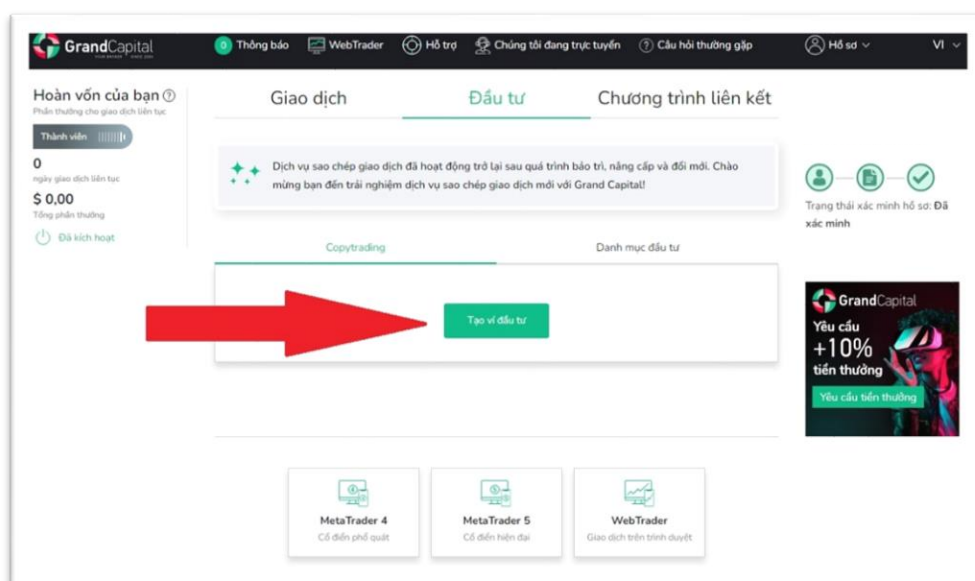 GrandCapital
0 Thông báo
WebTrader
Hỗ trợ
Chúng tôi đang trực tuyến
Câu hỏi thường gặp
Hồ sơ
VI
Hoàn vốn của bạn
Phần thưởng cho giao dịch liên tục
Thành viên
0
ngày giao dịch liên tục
$ 0,00
Tổng phần thưởng
Đã kích hoạt
Giao dịch
Đầu tư
Chương trình liên kết
Dịch vụ sao chép giao dịch đã hoạt động trở lại sau quá trình bảo trì, nâng cấp và đổi mới. Chào
mừng bạn đến trải nghiệm dịch vụ sao chép giao dịch mới với Grand Capital!
Copytrading
Danh mục đầu tư
Tạo ví đầu tư
Trạng thái xác minh hồ sơ: Đã
xác minh
GrandCapital
Yêu cầu
+10%
tiền thưởng
Yêu cầu tiền thưởng
MetaTrader 4
Cổ điển phổ quát
MetaTrader 5
Cổ điển hiện đại
WebTrader
Giao dịch trên trình duyệt